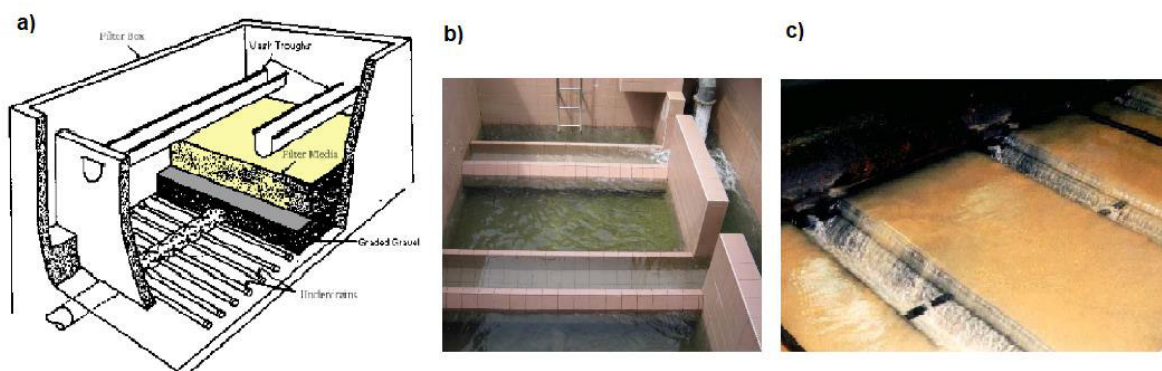 a)
Filter Box
Wash Troughs
Filter Media
Graded Gravel
Underdrains
b)
c)